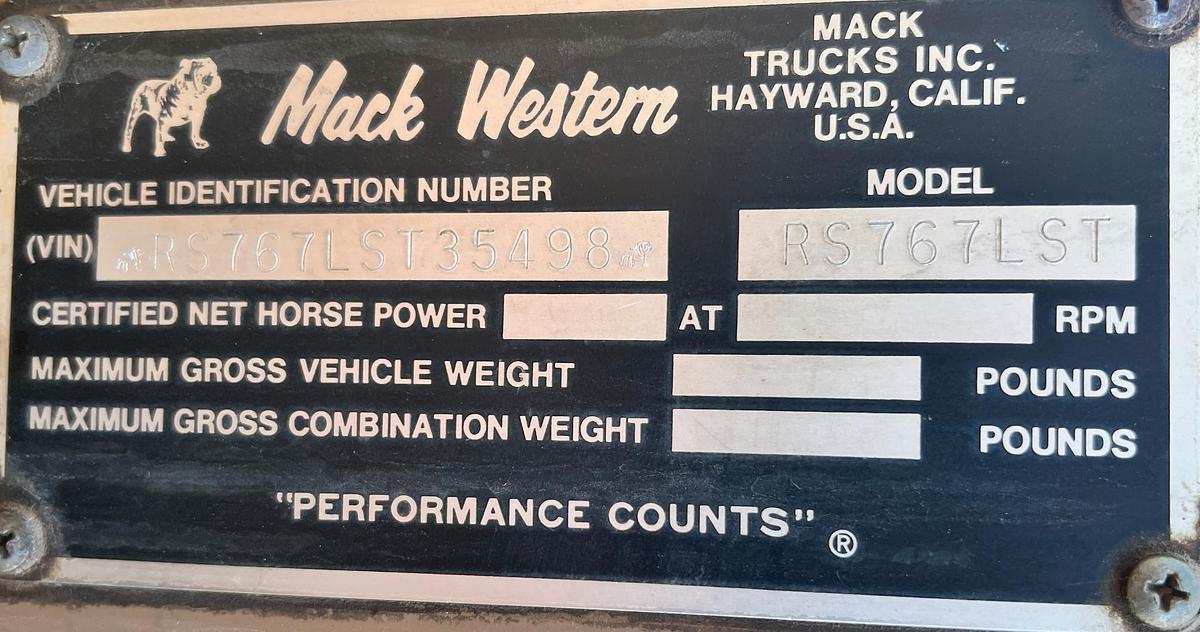 Mack Western
MACK
TRUCKS INC.
HAYWARD, CALIF.
U.S.A.
VEHICLE IDENTIFICATION NUMBER
MODEL
(VIN) RS767LST35498
RS767LST
CERTIFIED NET HORSE POWER AT RPM
MAXIMUM GROSS VEHICLE WEIGHT POUNDS
MAXIMUM GROSS COMBINATION WEIGHT POUNDS
"PERFORMANCE COUNTS" ®